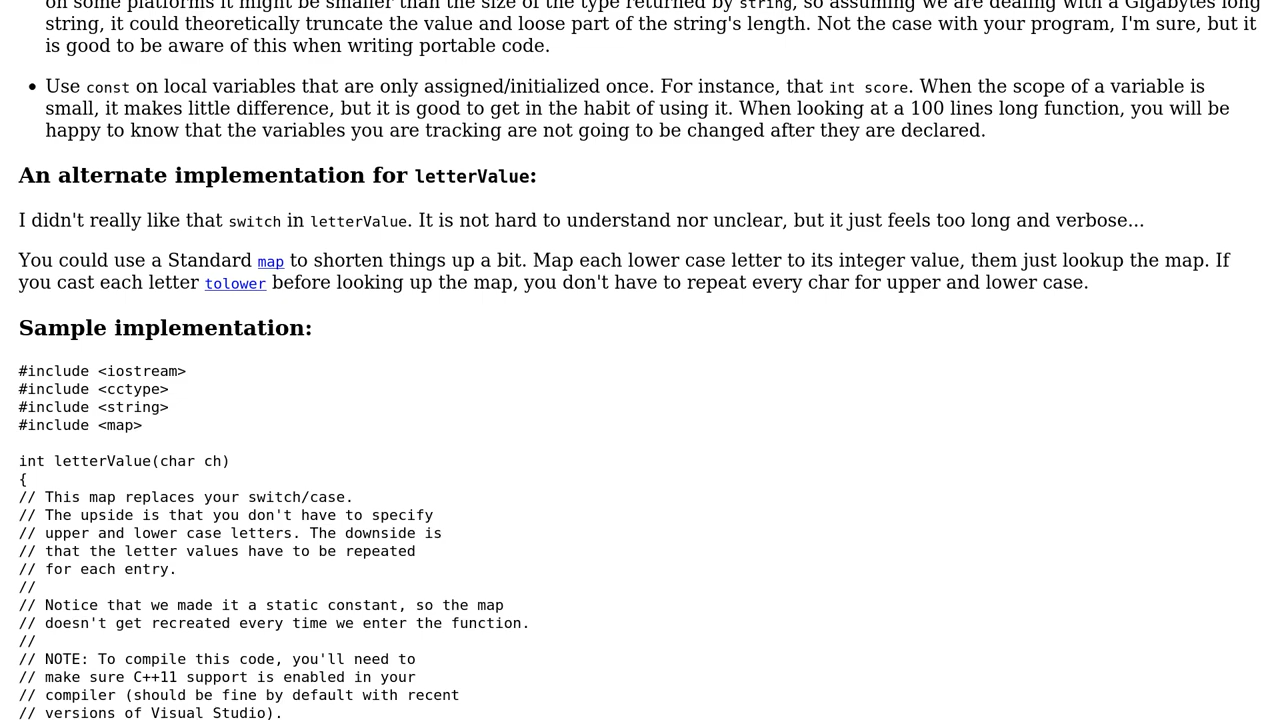 on some platforms it might be smaller than the size of the type returned by string, so assuming we are dealing with a Gigabytes long
string, it could theoretically truncate the value and loose part of the string's length. Not the case with your program, I'm sure, but it
is good to be aware of this when writing portable code.
• Use const on local variables that are only assigned/initialized once. For instance, that int score. When the scope of a variable is
small, it makes little difference, but it is good to get in the habit of using it. When looking at a 100 lines long function, you will be
happy to know that the variables you are tracking are not going to be changed after they are declared.
An alternate implementation for letterValue:
I didn't really like that switch in letterValue. It is not hard to understand nor unclear, but it just feels too long and verbose...
You could use a Standard map to shorten things up a bit. Map each lower case letter to its integer value, them just lookup the map. If
you cast each letter tolower before looking up the map, you don't have to repeat every char for upper and lower case.
Sample implementation:
#include <iostream>
#include <cctype>
#include <string>
#include <map>
int letterValue(char ch)
{
// This map replaces your switch/case.
// The upside is that you don't have to specify
// upper and lower case letters. The downside is
// that the letter values have to be repeated
// for each entry.
//
// Notice that we made it a static constant, so the map
// doesn't get recreated every time we enter the function.
//
// NOTE: To compile this code, you'll need to
// make sure C++11 support is enabled in your
// compiler (should be fine by default with recent
// versions of Visual Studio).